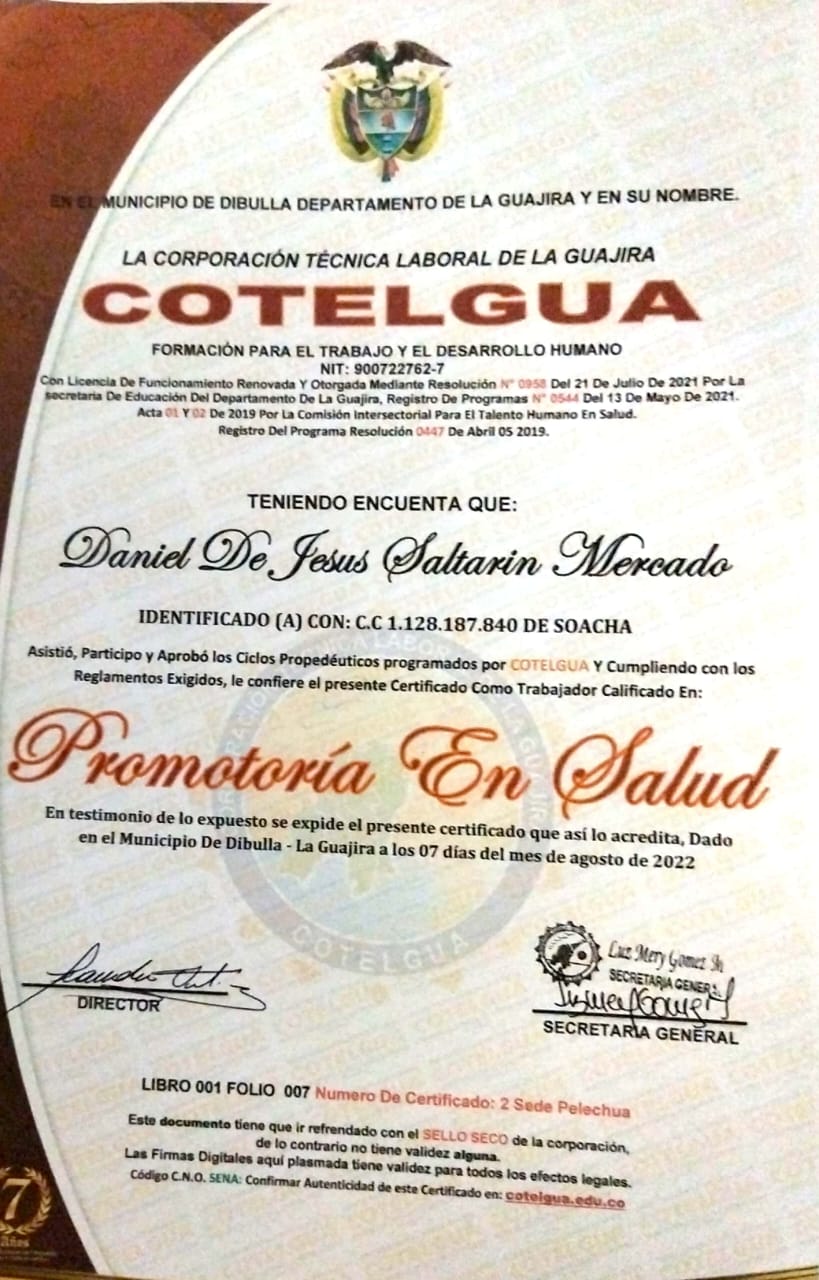 EN EL MUNICIPIO DE DIBULLA DEPARTAMENTO DE LA GUAJIRA Y EN SU NOMBRE.
LA CORPORACIÓN TÉCNICA LABORAL DE LA GUAJIRA
COTELGUA
FORMACIÓN PARA EL TRABAJO Y EL DESARROLLO HUMANO
NIT: 900722762-7
Con Licencia De Funcionamiento Renovada Y Otorgada Mediante Resolución N° 0958 Del 21 De Julio De 2021 Por La
secretaria De Educación Del Departamento De La Guajira, Registro De Programas N° 0544 Del 13 De Mayo De 2021.
Acta 01 Y 02 De 2019 Por La Comisión Intersectorial Para El Talento Humano En Salud.
Registro Del Programa Resolución 0447 De Abril 05 2019.
TENIENDO ENCUENTA QUE:
Daniel De Jesus Saltarin Mercado
IDENTIFICADO (A) CON: C.C 1.128.187.840 DE SOACHA
Asistió, Participo y Aprobó los Ciclos Propedéuticos programados por COTELGUA Y Cumpliendo con los
Reglamentos Exigidos, le confiere el presente Certificado Como Trabajador Calificado En:
Promotoría En Salud
En testimonio de lo expuesto se expide el presente certificado que así lo acredita, Dado
en el Municipio De Dibulla - La Guajira a los 07 días del mes de agosto de 2022
COTELGUA
Luz Mery Gomez
SECRETARIA GENERAL
DIRECTOR
SECRETARIA GENERAL
LIBRO 001 FOLIO 007 Numero De Certificado: 2 Sede Pelechua
Este documento tiene que ir refrendado con el SELLO SECO de la corporación,
de lo contrario no tiene validez alguna.
Las Firmas Digitales aquí plasmada tiene validez para todos los efectos legales.
Código C.N.O. SENA: Confirmar Autenticidad de este Certificado en: cotelgua.edu.co
7
Años